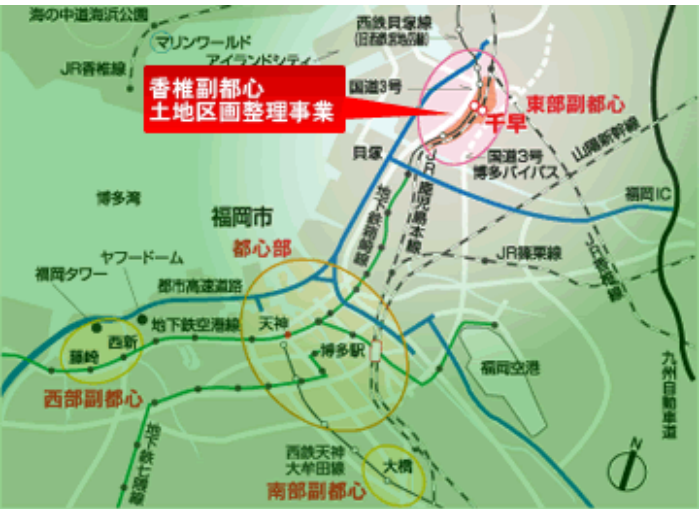 海の中道海浜公園
マリンワールド
アイランドシティ
西鉄貝塚線
JR香椎線
国道3号
香椎副都心
土地区画整理事業
東部副都心
千早
国道3号
博多バイパス
山陽新幹線
貝塚
JR鹿児島本線
地下鉄箱崎線
福岡IC
博多湾
福岡市
都心部
JR篠栗線
JR香椎線
ヤフードーム
福岡タワー
都市高速道路
地下鉄空港線
天神
西新
藤崎
博多駅
福岡空港
九州自動車道
西部副都心
地下鉄七隈線
西鉄天神
大牟田線
大橋
南部副都心
N